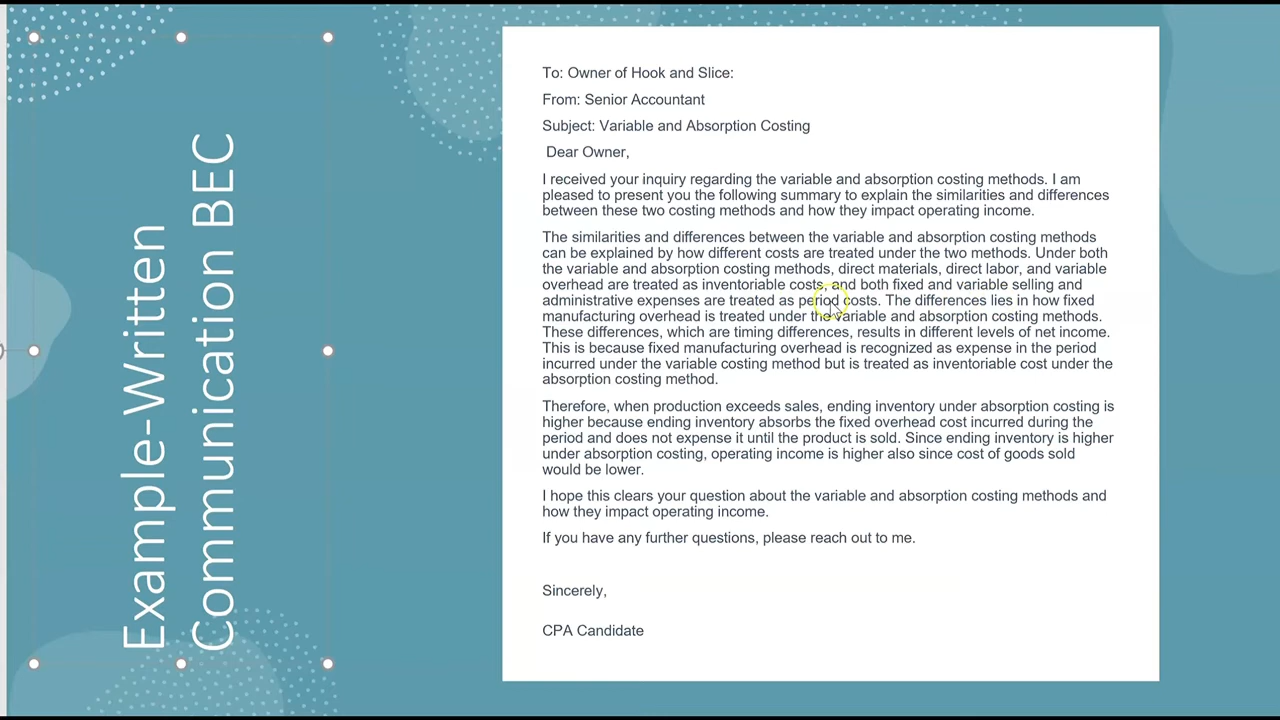 Example-Written
Communication BEC
To: Owner of Hook and Slice:
From: Senior Accountant
Subject: Variable and Absorption Costing
Dear Owner,
I received your inquiry regarding the variable and absorption costing methods. I am
pleased to present you the following summary to explain the similarities and differences
between these two costing methods and how they impact operating income.
The similarities and differences between the variable and absorption costing methods
can be explained by how different costs are treated under the two methods. Under both
the variable and absorption costing methods, direct materials, direct labor, and variable
overhead are treated as inventoriable costs, and both fixed and variable selling and
administrative expenses are treated as period costs. The differences lies in how fixed
manufacturing overhead is treated under the variable and absorption costing methods.
These differences, which are timing differences, results in different levels of net income.
This is because fixed manufacturing overhead is recognized as expense in the period
incurred under the variable costing method but is treated as inventoriable cost under the
absorption costing method.
Therefore, when production exceeds sales, ending inventory under absorption costing is
higher because ending inventory absorbs the fixed overhead cost incurred during the
period and does not expense it until the product is sold. Since ending inventory is higher
under absorption costing, operating income is higher also since cost of goods sold
would be lower.
I hope this clears your question about the variable and absorption costing methods and
how they impact operating income.
If you have any further questions, please reach out to me.
Sincerely,
CPA Candidate